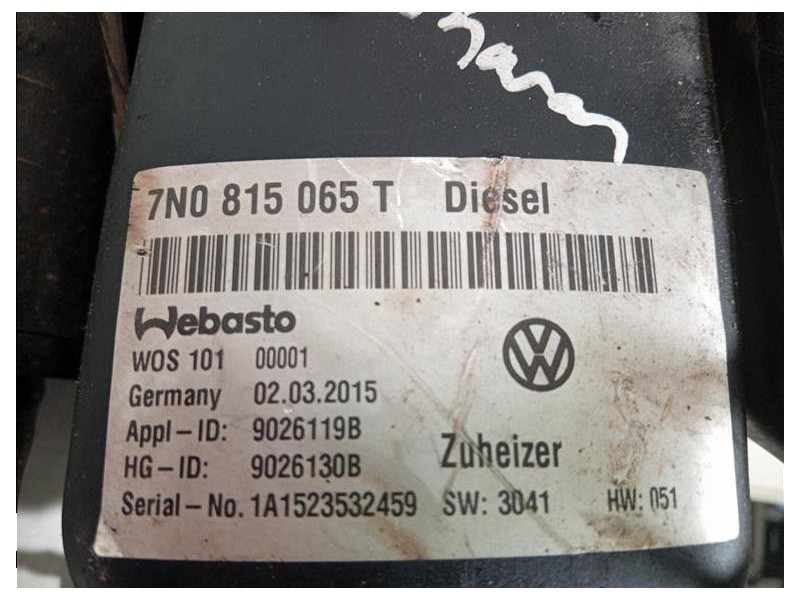 7N0 815 065 T Diesel
Webasto
WOS 101 00001
Germany 02.03.2015
Appl-ID: 9026119B
HG-ID: 9026130B
Zuheizer
Serial-No. 1A1523532459 SW: 3041 HW: 051